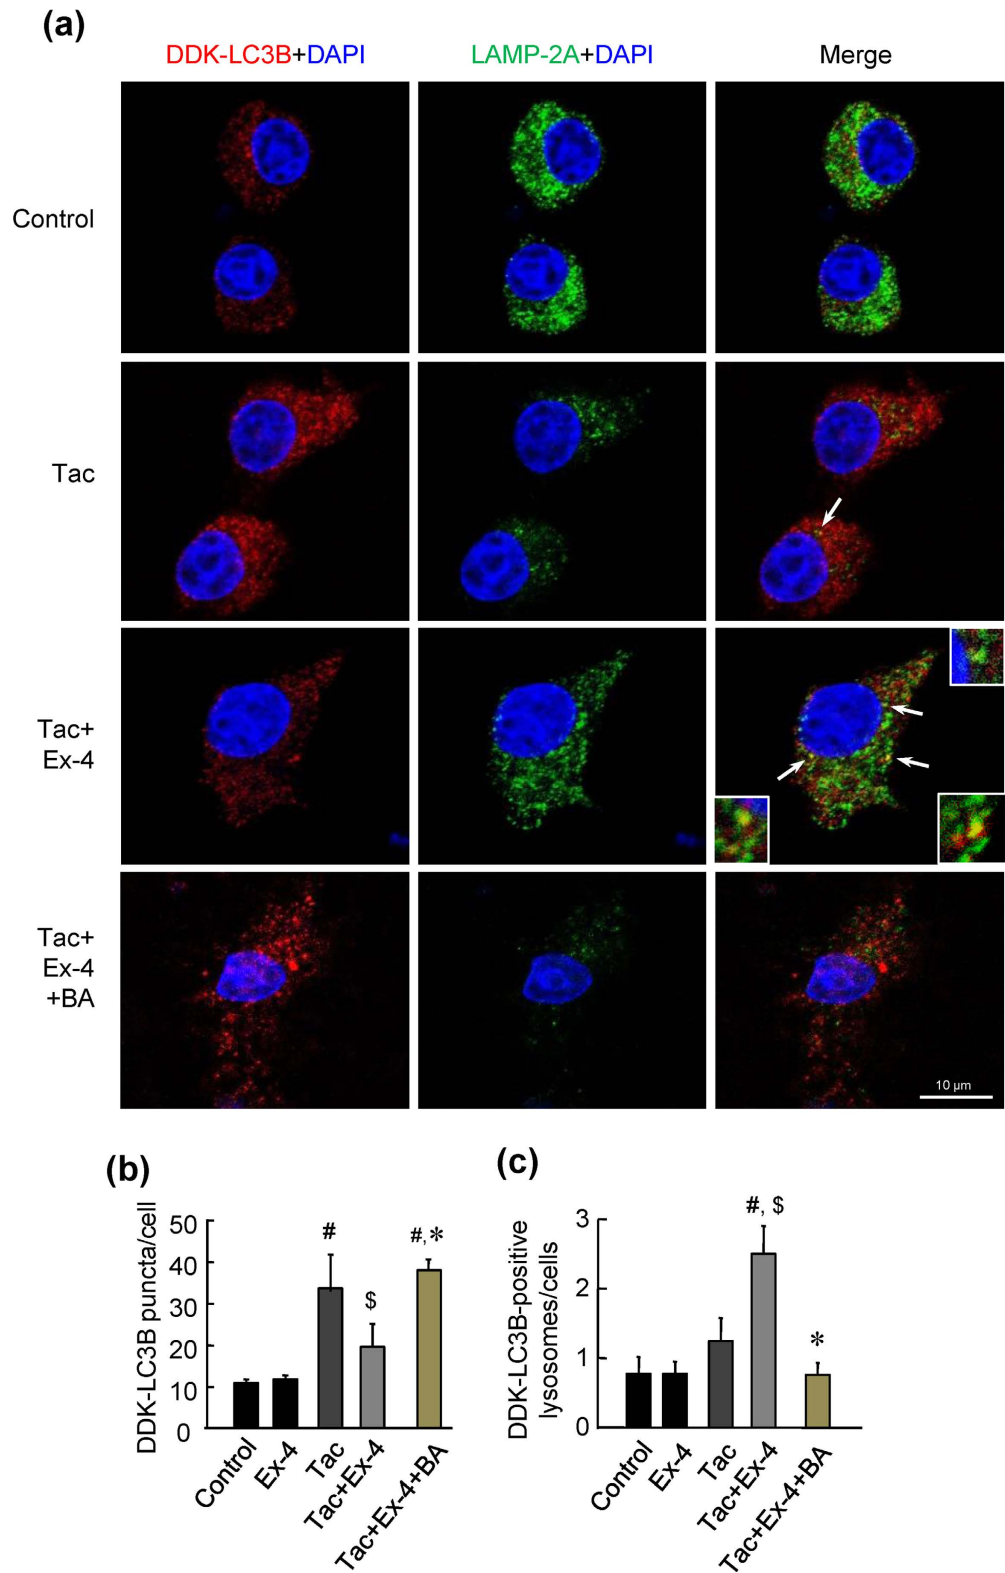 (a)
DDK-LC3B+DAPI LAMP-2A+DAPI Merge
Control
Tac
Tac+
Ex-4
Tac+
Ex-4
+BA
10 µm
(b)
DDK-LC3B puncta/cell
50
40
30
20
10
0
#
$
#,*
Control
Ex-4
Tac
Tac+Ex-4
Tac+Ex-4+BA
(c)
DDK-LC3B-positive
lysosomes/cells
3
2
1
0
#, $
*
Control
Ex-4
Tac
Tac+Ex-4
Tac+Ex-4+BA